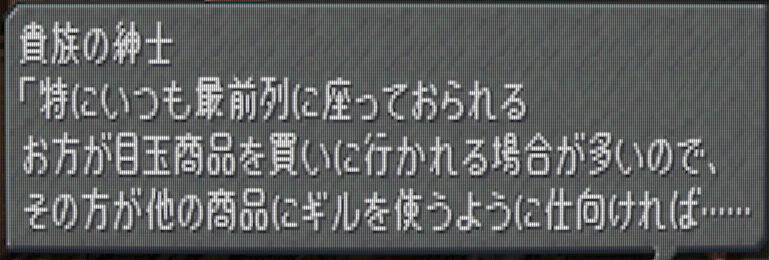 貴族の紳士
「特にいつも最前列に座っておられる
お方が目玉商品を買いに行かれる場合が多いので、
その方が他の商品にギルを使うように仕向ければ……